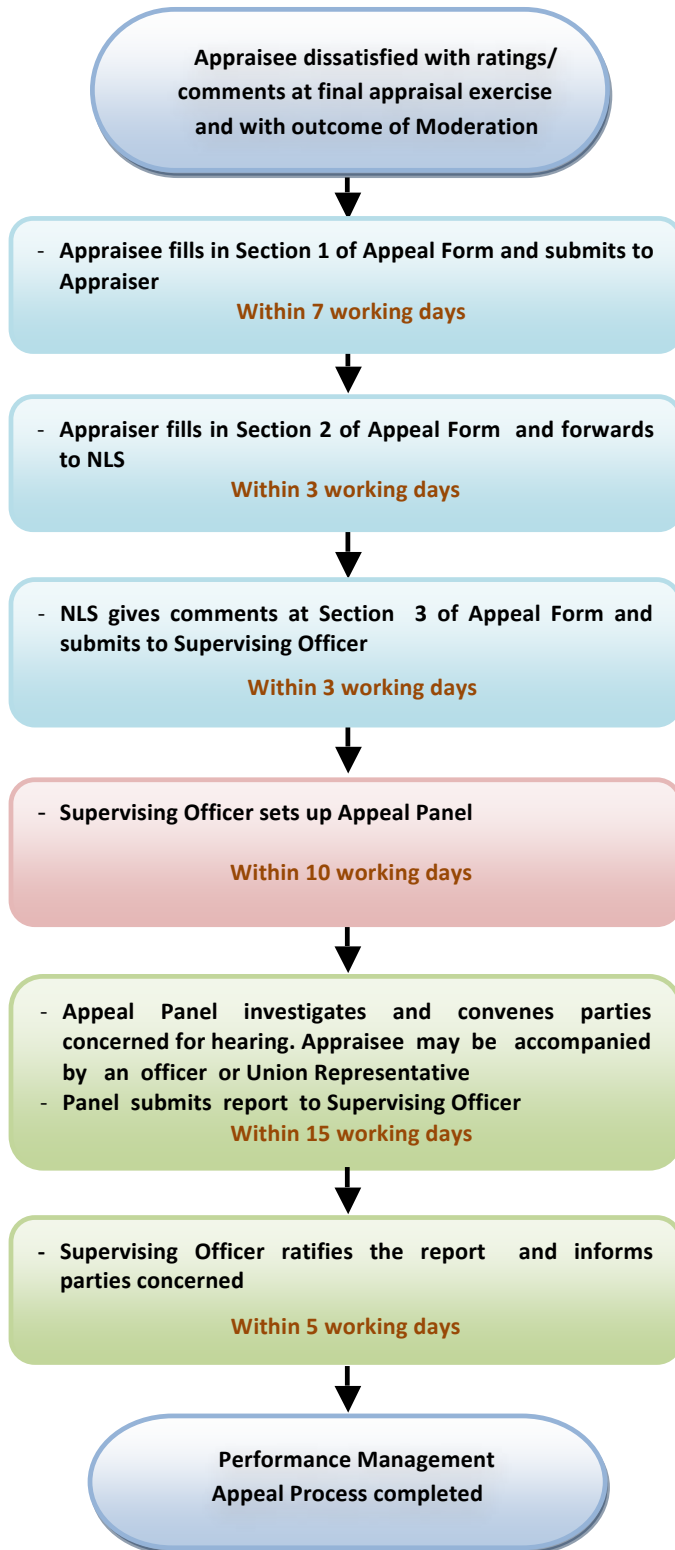 Appraisee dissatisfied with ratings/
comments at final appraisal exercise
and with outcome of Moderation
- Appraisee fills in Section 1 of Appeal Form and submits to
Appraiser
Within 7 working days
- Appraiser fills in Section 2 of Appeal Form and forwards
to NLS
Within 3 working days
- NLS gives comments at Section 3 of Appeal Form and
submits to Supervising Officer
Within 3 working days
- Supervising Officer sets up Appeal Panel
Within 10 working days
- Appeal Panel investigates and convenes parties
concerned for hearing. Appraisee may be accompanied
by an officer or Union Representative
- Panel submits report to Supervising Officer
Within 15 working days
- Supervising Officer ratifies the report and informs
parties concerned
Within 5 working days
Performance Management
Appeal Process completed